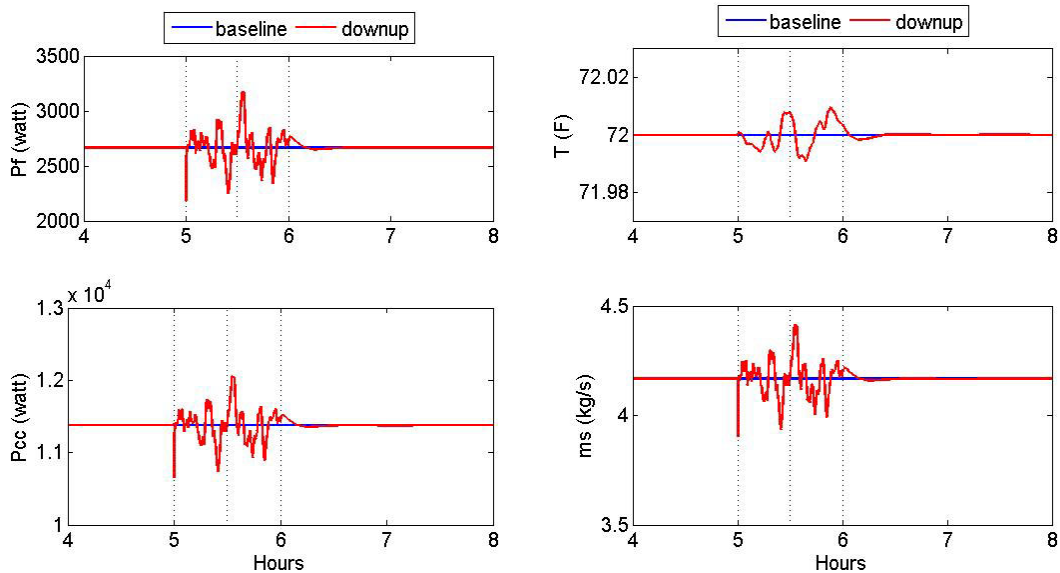 baseline downup
3500
3000
2500
2000
Pf (watt)
4 5 6 7 8
baseline downup
72.02
72
71.98
T (F)
4 5 6 7 8
x 10^4
1.3
1.2
1.1
1
Pcc (watt)
4 5 6 7 8
Hours
4.5
4
3.5
ms (kg/s)
4 5 6 7 8
Hours